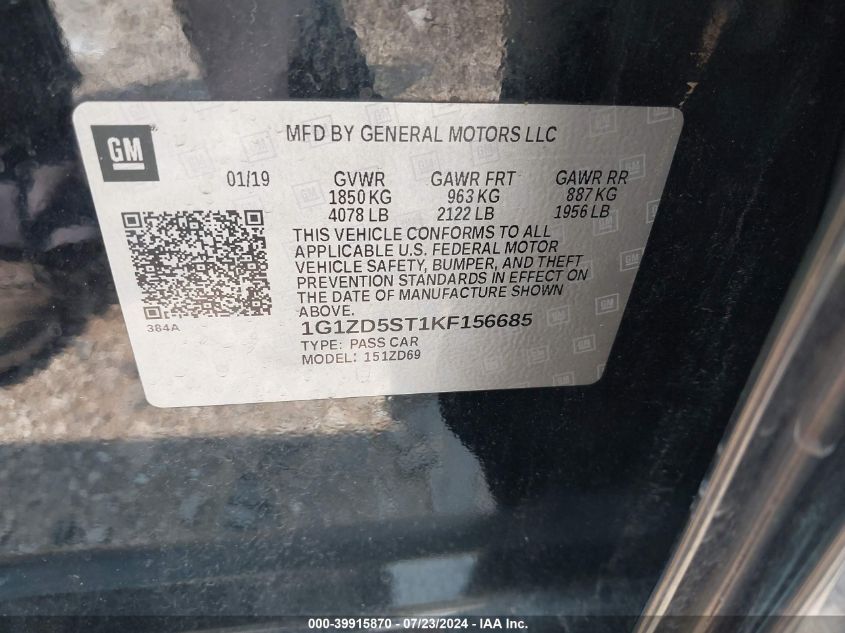 GM
MFD BY GENERAL MOTORS LLC
01/19 GVWR GAWR FRT GAWR RR
1850 KG 963 KG 887 KG
4078 LB 2122 LB 1956 LB
THIS VEHICLE CONFORMS TO ALL
APPLICABLE U.S. FEDERAL MOTOR
VEHICLE SAFETY, BUMPER, AND THEFT
PREVENTION STANDARDS IN EFFECT ON
THE DATE OF MANUFACTURE SHOWN
ABOVE.
384A
1G1ZD5ST1KF156685
TYPE: PASS CAR
MODEL: 151ZD69
000-39915870 - 07/23/2024 - IAA Inc.